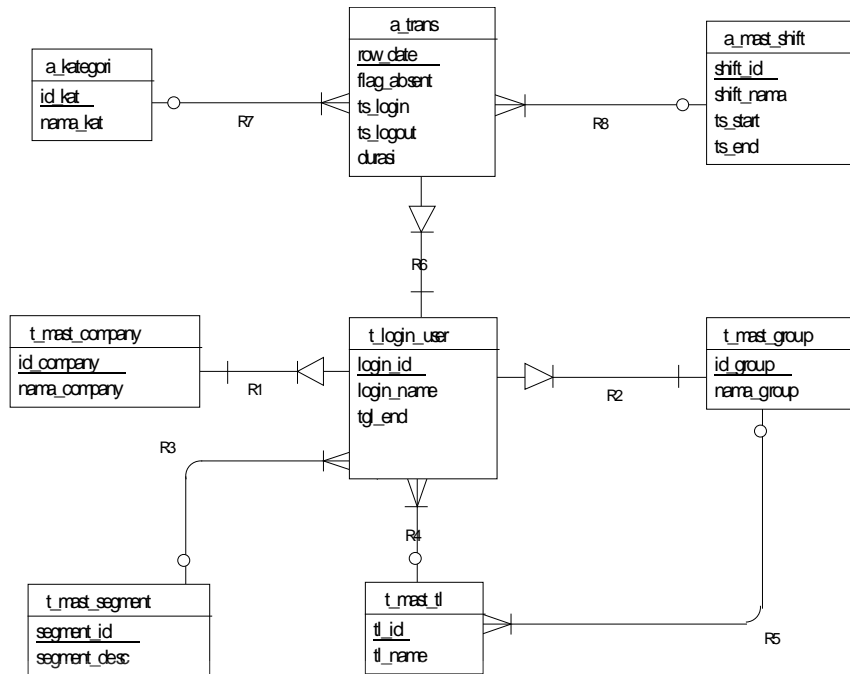 a_trans
row_date
flag_absent
ts_login
ts_logout
durasi
a_kategori
id_kat
nama_kat
a_mast_shift
shift_id
shift_nama
ts_start
ts_end
R7
R8
R6
t_mast_company
id_company
nama_company
t_login_user
login_id
login_name
tgl_end
t_mast_group
id_group
nama_group
R1
R2
R3
R4
t_mast_segment
segment_id
segment_desc
t_mast_tl
tl_id
tl_name
R5